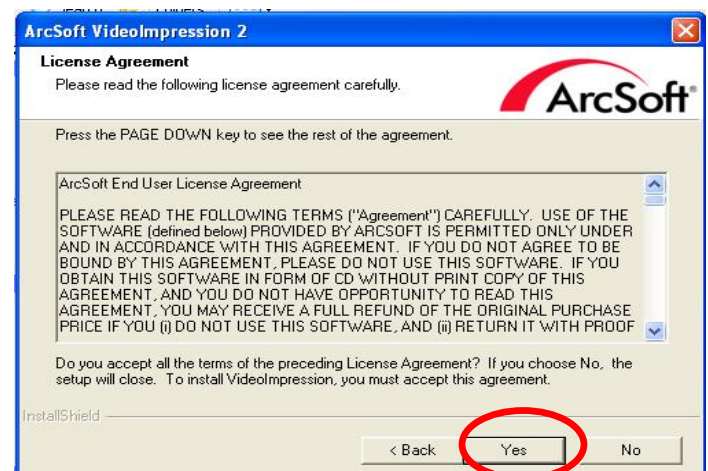 ArcSoft VideoImpression 2
License Agreement
Please read the following license agreement carefully.
ArcSoft®
Press the PAGE DOWN key to see the rest of the agreement.
ArcSoft End User License Agreement
PLEASE READ THE FOLLOWING TERMS ("Agreement") CAREFULLY.  USE OF THE
SOFTWARE (defined below) PROVIDED BY ARCSOFT IS PERMITTED ONLY UNDER
AND IN ACCORDANCE WITH THIS AGREEMENT.  IF YOU DO NOT AGREE TO BE
BOUND BY THIS AGREEMENT, PLEASE DO NOT USE THIS SOFTWARE.  IF YOU
OBTAIN THIS SOFTWARE IN FORM OF CD WITHOUT PRINT COPY OF THIS
AGREEMENT, AND YOU DO NOT HAVE OPPORTUNITY TO READ THIS
AGREEMENT, YOU MAY RECEIVE A FULL REFUND OF THE ORIGINAL PURCHASE
PRICE IF YOU (i) DO NOT USE THIS SOFTWARE, AND (ii) RETURN IT WITH PROOF
Do you accept all the terms of the preceding License Agreement?  If you choose No,  the
setup will close.  To install VideoImpression, you must accept this agreement.
InstallShield
< Back Yes No